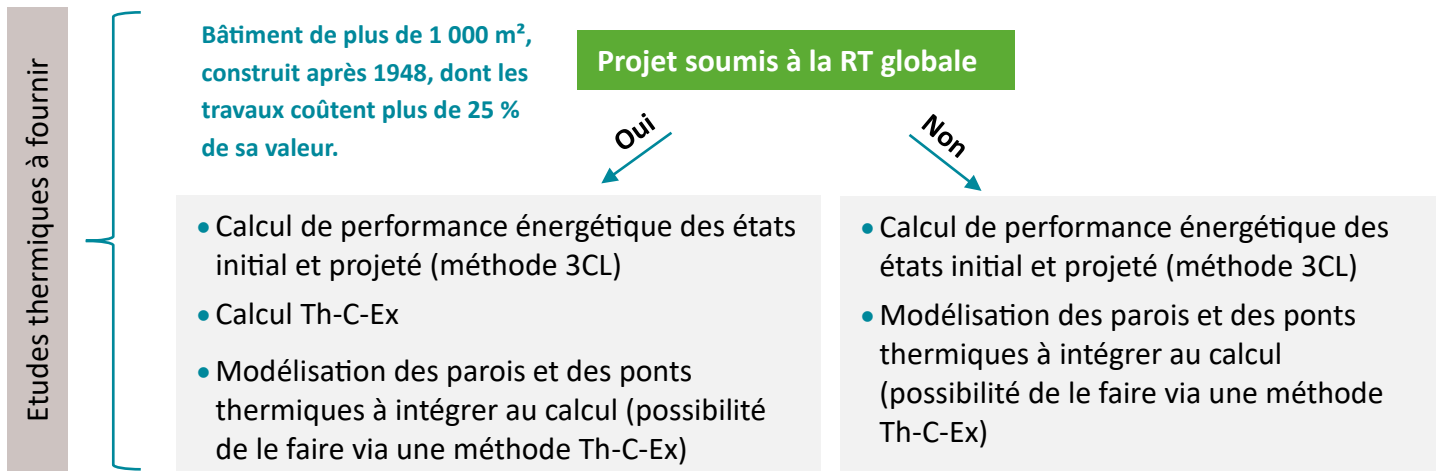 Etudes thermiques à fournir
Bâtiment de plus de 1 000 m²,
construit après 1948, dont les
travaux coûtent plus de 25 %
de sa valeur.
Projet soumis à la RT globale
Oui
Non
• Calcul de performance énergétique des états
initial et projeté (méthode 3CL)
• Calcul Th-C-Ex
• Modélisation des parois et des ponts
thermiques à intégrer au calcul (possibilité
de le faire via une méthode Th-C-Ex)
• Calcul de performance énergétique des
états initial et projeté (méthode 3CL)
• Modélisation des parois et des ponts
thermiques à intégrer au calcul
(possibilité de le faire via une méthode
Th-C-Ex)